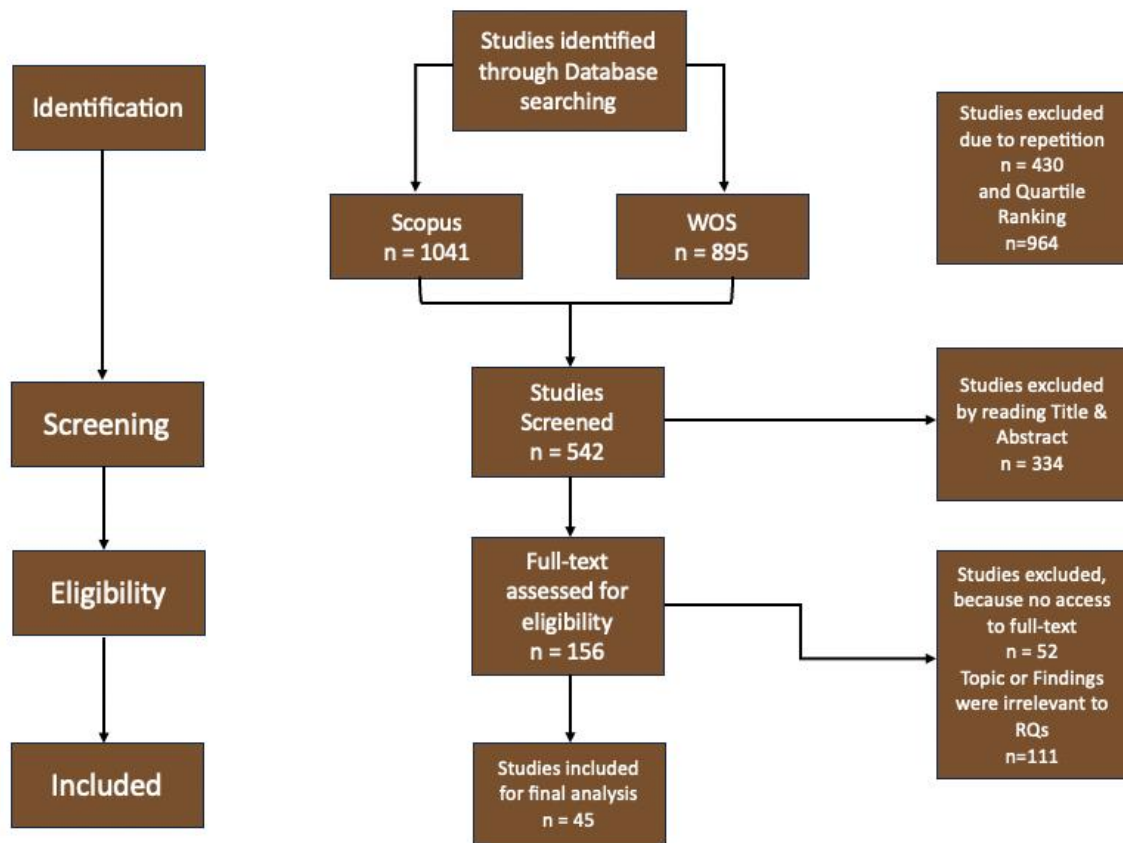 Studies identified
through Database
searching
Identification
Studies excluded
due to repetition
n = 430
and Quartile
Ranking
n=964
Scopus
n = 1041
WOS
n = 895
Screening
Studies
Screened
n = 542
Studies excluded
by reading Title &
Abstract
n = 334
Eligibility
Full-text
assessed for
eligibility
n = 156
Studies excluded,
because no access
to full-text
n = 52
Topic or Findings
were irrelevant to
RQs
n=111
Included
Studies included
for final analysis
n = 45